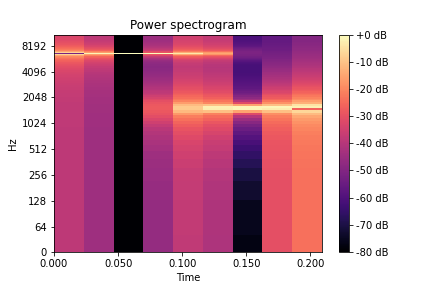 Power spectrogram
8192
4096
2048
1024
512
256
128
64
0
Hz
0.000
0.050
0.100
0.150
0.200
Time
+0 dB
-10 dB
-20 dB
-30 dB
-40 dB
-50 dB
-60 dB
-70 dB
-80 dB